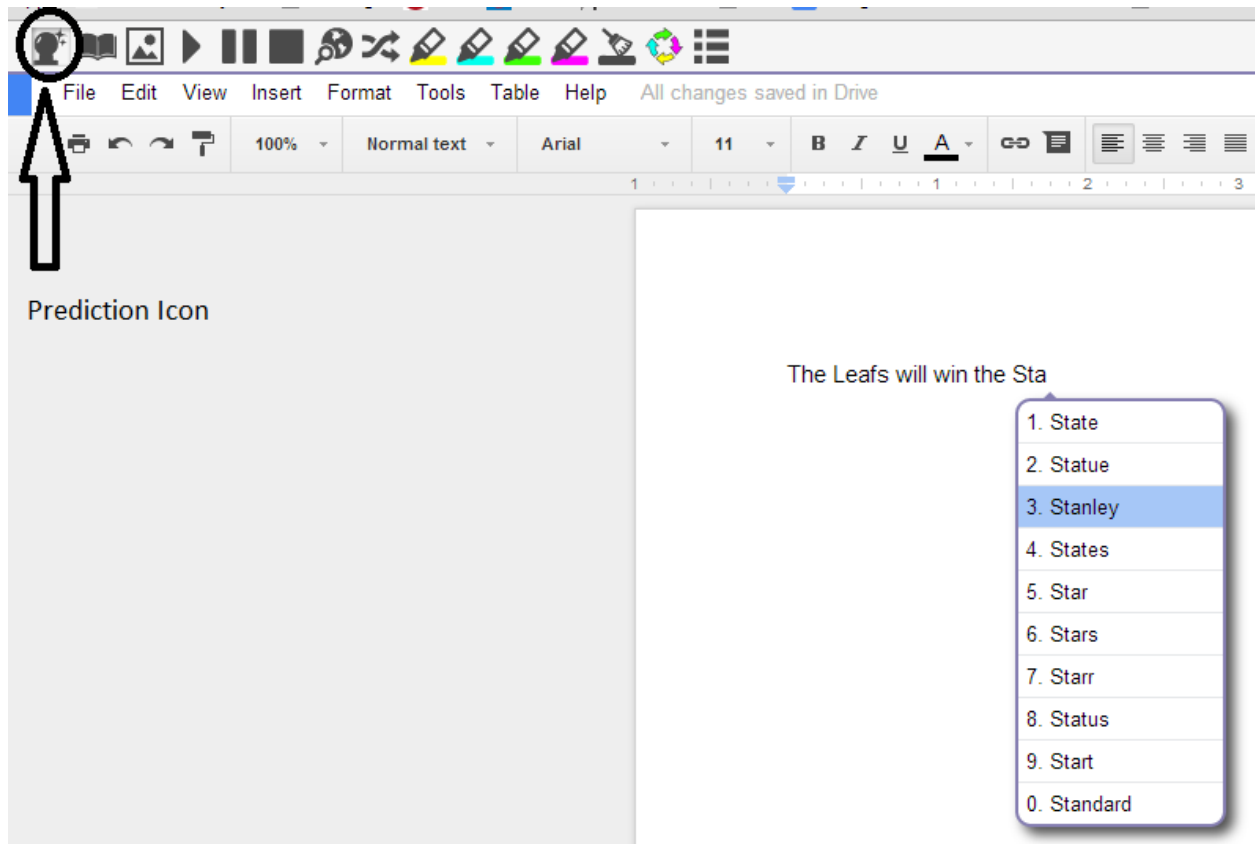 File Edit View Insert Format Tools Table Help All changes saved in Drive
100% Normal text Arial 11 B I U A
1 1 2 3
Prediction Icon
The Leafs will win the Sta
1. State
2. Statue
3. Stanley
4. States
5. Star
6. Stars
7. Starr
8. Status
9. Start
0. Standard